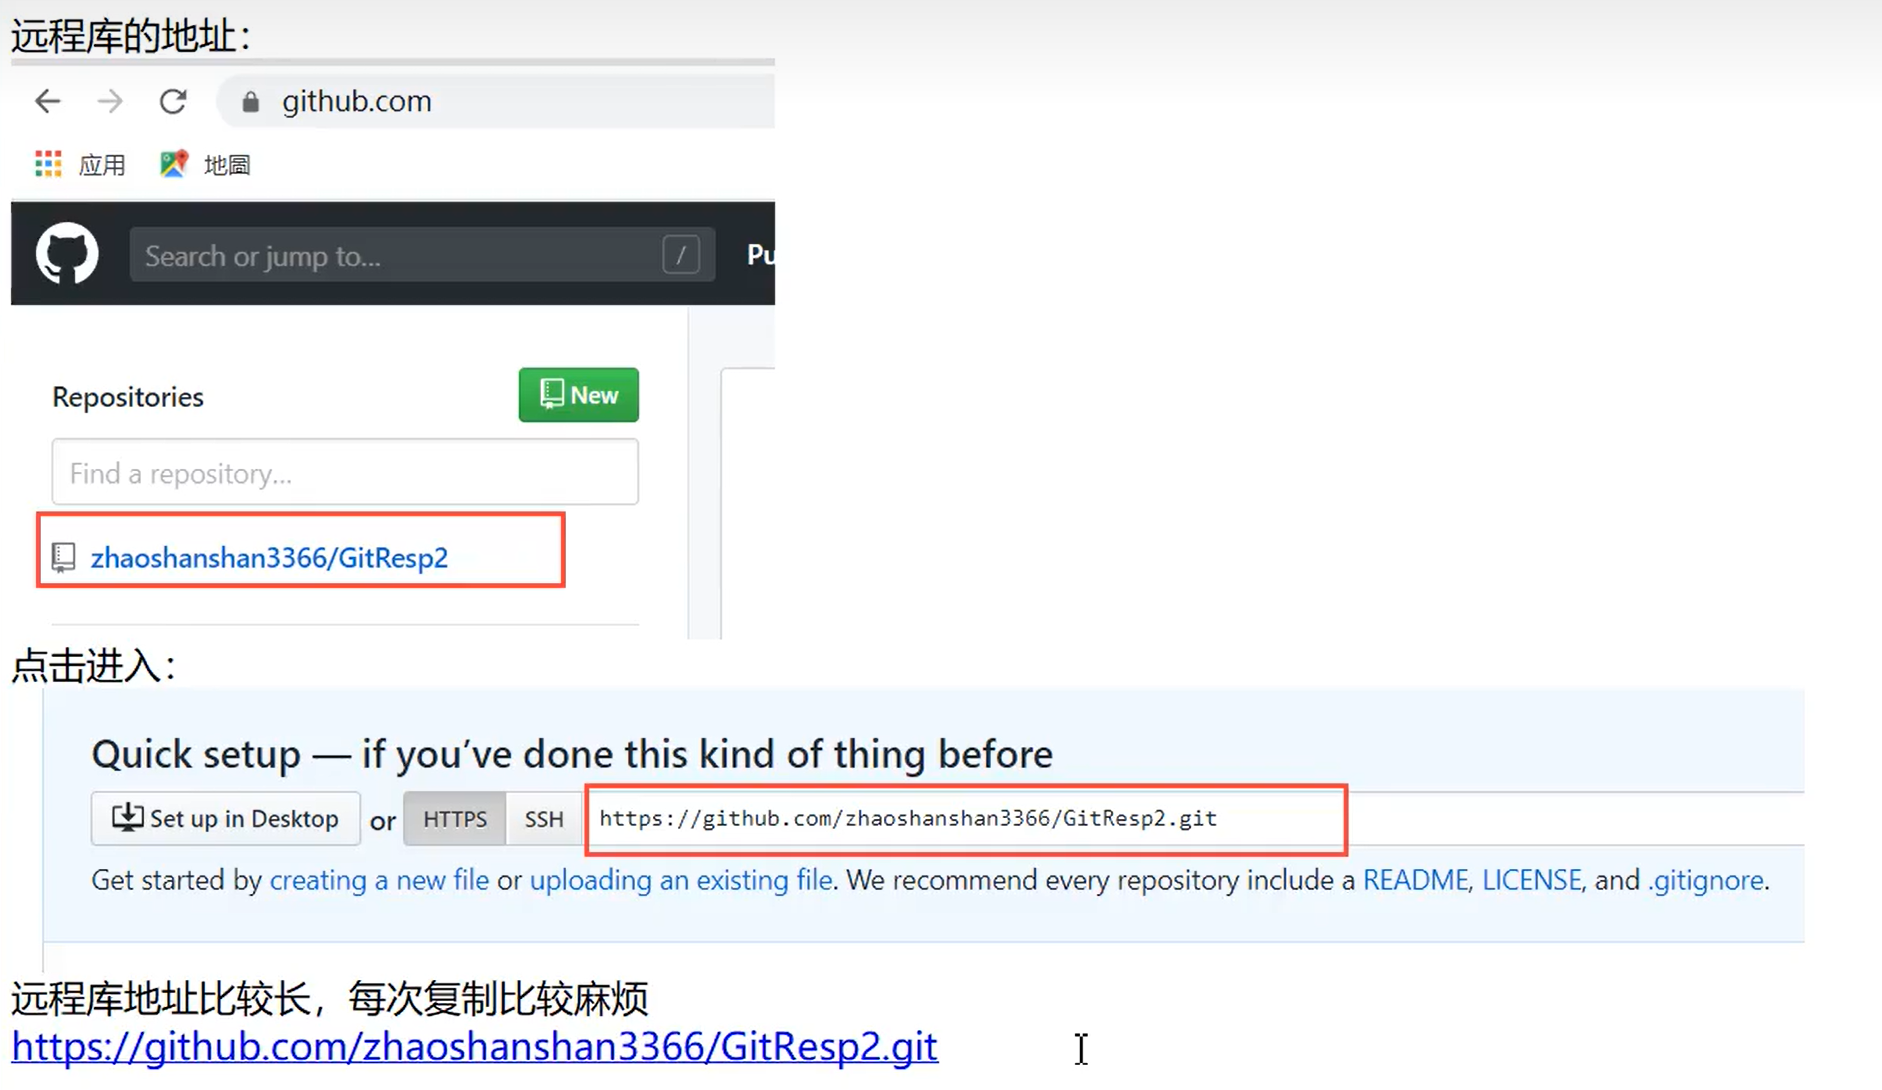 远程库的地址：
github.com
应用 地圖
Search or jump to... / Pu
Repositories New
Find a repository...
zhaoshanshan3366/GitResp2
点击进入：
Quick setup — if you’ve done this kind of thing before
Set up in Desktop or HTTPS SSH https://github.com/zhaoshanshan3366/GitResp2.git
Get started by creating a new file or uploading an existing file. We recommend every repository include a README, LICENSE, and .gitignore.
远程库地址比较长，每次复制比较麻烦
https://github.com/zhaoshanshan3366/GitResp2.git